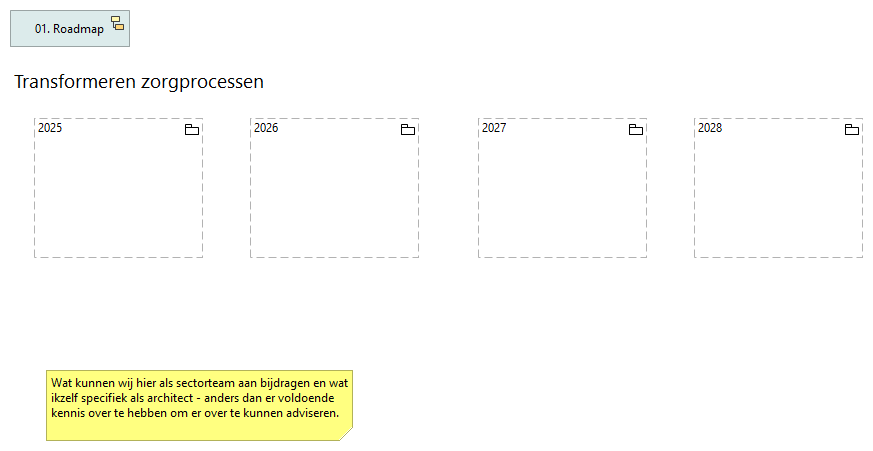 01. Roadmap
Transformeren zorgprocessen
2025
2026
2027
2028
Wat kunnen wij hier als sectorteam aan bijdragen en wat
ikzelf specifiek als architect - anders dan er voldoende
kennis over te hebben om er over te kunnen adviseren.